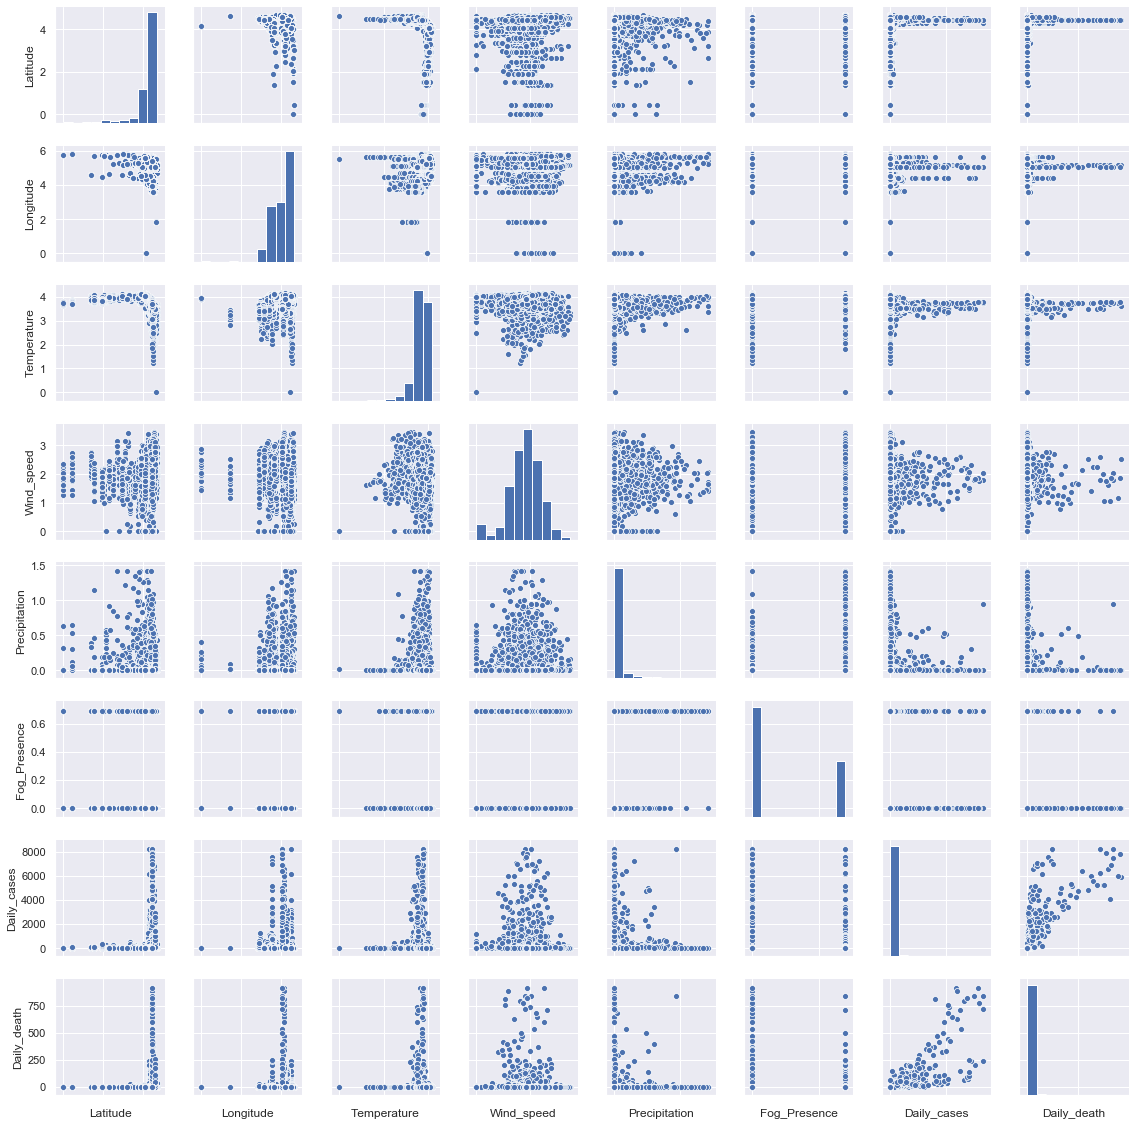 4
2
0
Latitude
6
4
2
0
Longitude
4
3
2
1
0
Temperature
3
2
1
0
Wind_speed
1.5
1.0
0.5
0.0
Precipitation
0.6
0.4
0.2
0.0
Fog_Presence
8000
6000
4000
2000
0
Daily_cases
750
500
250
0
Daily_death
Latitude
Longitude
Temperature
Wind_speed
Precipitation
Fog_Presence
Daily_cases
Daily_death